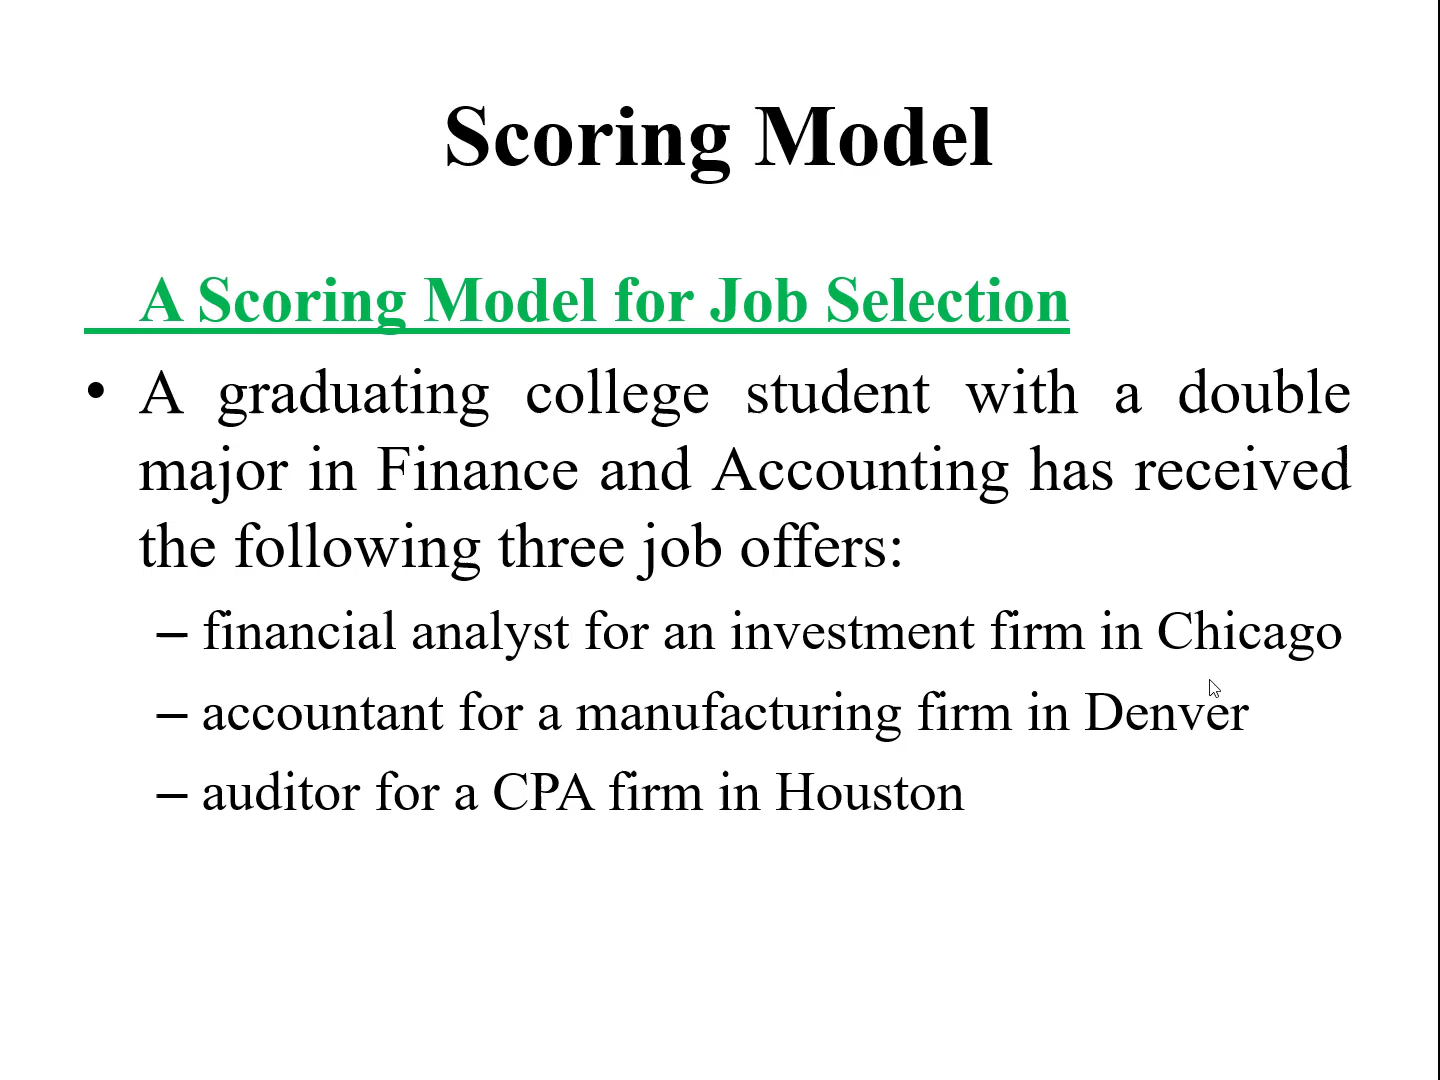 Scoring Model
A Scoring Model for Job Selection
• A graduating college student with a double
major in Finance and Accounting has received
the following three job offers:
– financial analyst for an investment firm in Chicago
– accountant for a manufacturing firm in Denver
– auditor for a CPA firm in Houston